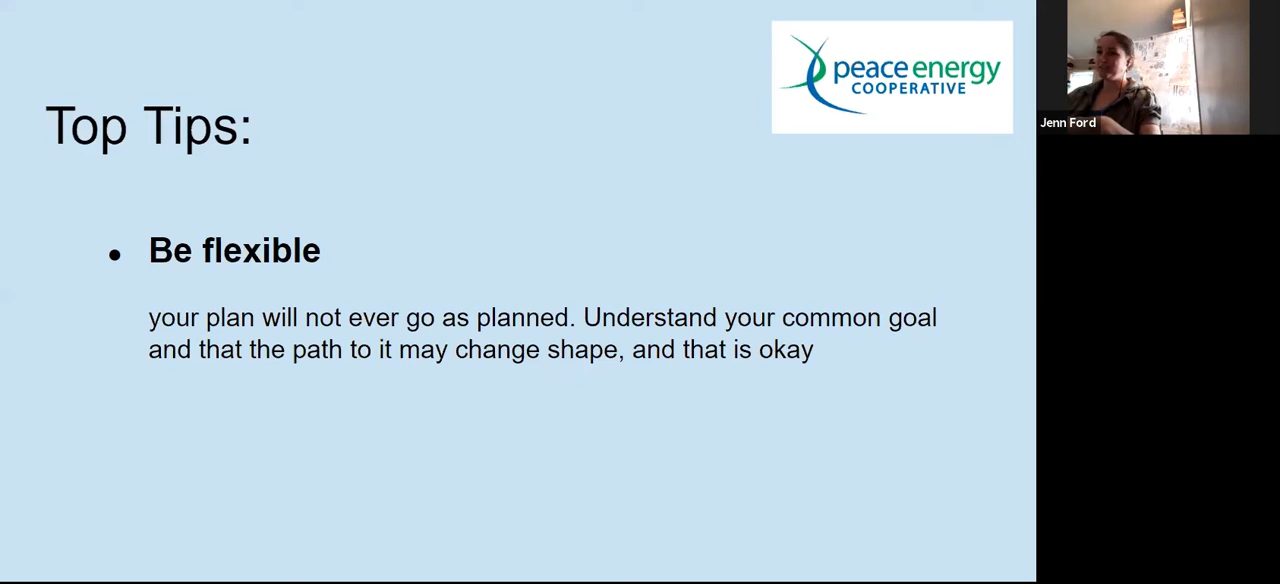 peace energy
COOPERATIVE
Top Tips:
• Be flexible
your plan will not ever go as planned. Understand your common goal
and that the path to it may change shape, and that is okay
Jenn Ford